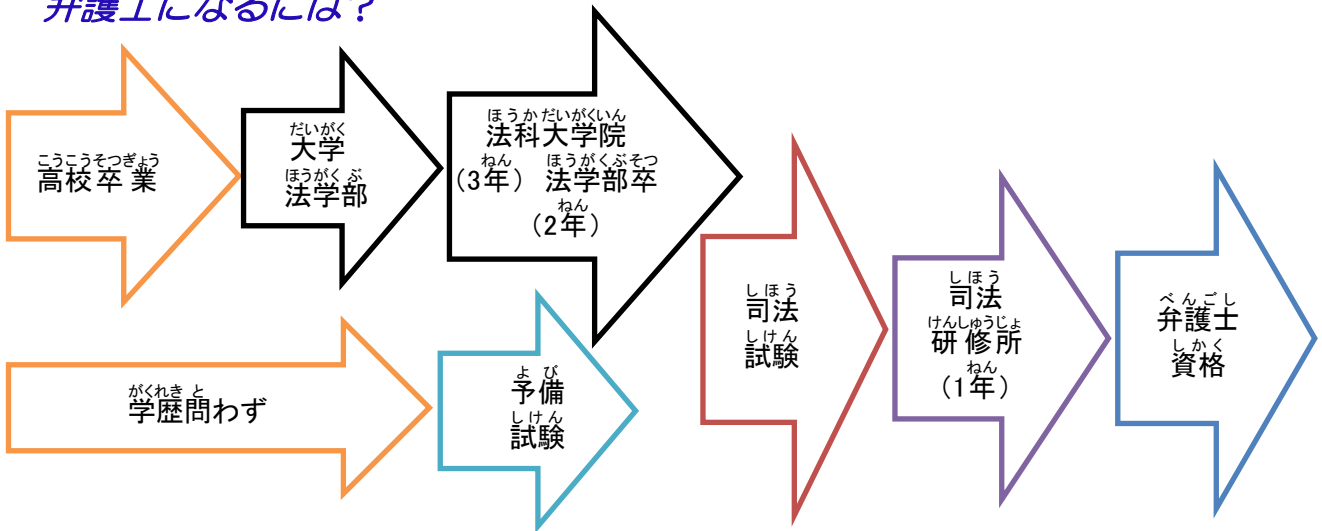 弁護士になるには？
こうこうそつぎょう
高校卒業
だいがく
大学
ほうがくぶ
法学部
ほうかだいがくいん
法科大学院
ねん ほうがくぶそつ
（3年） 法学部卒
ねん
（2年）
がくれきと
学歴問わず
よび
予備
しけん
試験
しほう
司法
しけん
試験
しほう
司法
けんしゅうじょ
研修所
ねん
（1年）
べんごし
弁護士
しかく
資格